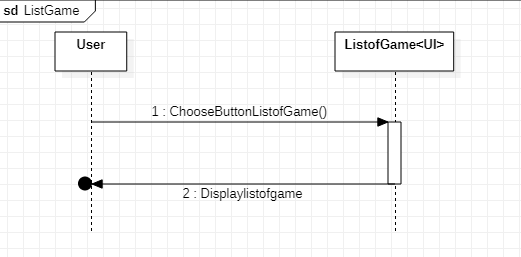 sd ListGame
User
ListofGame<UI>
1 : ChooseButtonListofGame()
2 : Displaylistofgame